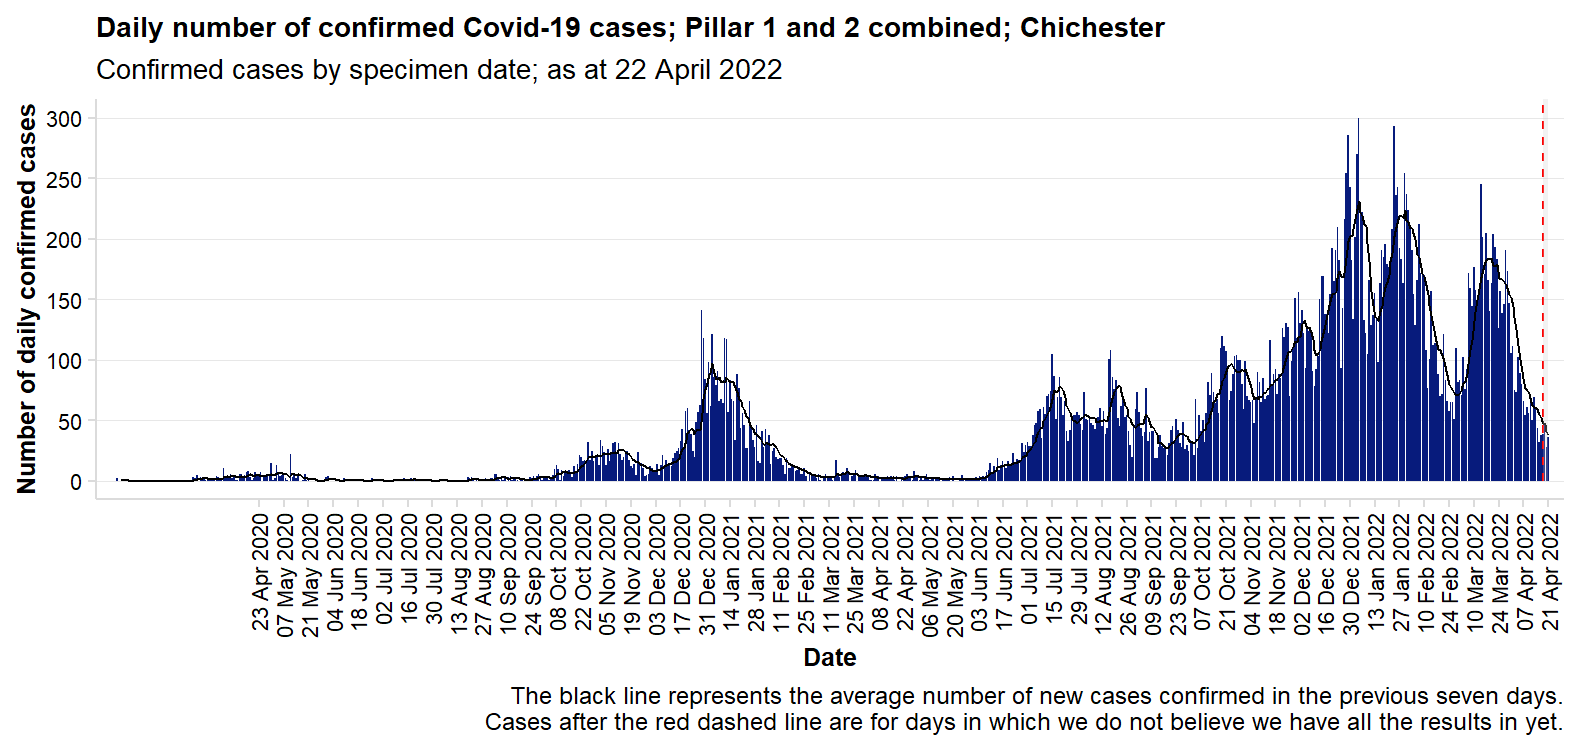 Daily number of confirmed Covid-19 cases; Pillar 1 and 2 combined; Chichester
Confirmed cases by specimen date; as at 22 April 2022
Number of daily confirmed cases
300
250
200
150
100
50
0
23 Apr 2020
07 May 2020
21 May 2020
04 Jun 2020
18 Jun 2020
02 Jul 2020
16 Jul 2020
30 Jul 2020
13 Aug 2020
27 Aug 2020
10 Sep 2020
24 Sep 2020
08 Oct 2020
22 Oct 2020
05 Nov 2020
19 Nov 2020
03 Dec 2020
17 Dec 2020
31 Dec 2020
14 Jan 2021
28 Jan 2021
11 Feb 2021
25 Feb 2021
11 Mar 2021
25 Mar 2021
08 Apr 2021
22 Apr 2021
06 May 2021
20 May 2021
03 Jun 2021
17 Jun 2021
01 Jul 2021
15 Jul 2021
29 Jul 2021
12 Aug 2021
26 Aug 2021
09 Sep 2021
23 Sep 2021
07 Oct 2021
21 Oct 2021
04 Nov 2021
18 Nov 2021
02 Dec 2021
16 Dec 2021
30 Dec 2021
13 Jan 2022
27 Jan 2022
10 Feb 2022
24 Feb 2022
10 Mar 2022
24 Mar 2022
07 Apr 2022
21 Apr 2022
Date
The black line represents the average number of new cases confirmed in the previous seven days.
Cases after the red dashed line are for days in which we do not believe we have all the results in yet.